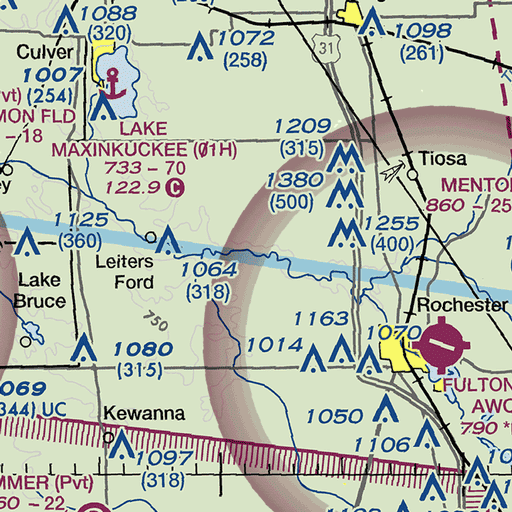 1088
(320)
Culver
1072
(258)
31
1098
(261)
1007
(254)
MON FLD
- 18
LAKE
MAXINKUCKEE (01H)
733 - 70
122.9 C
1209
(315)
1380
(500)
Tiosa
MENTO
860 - 25
1125
(360)
1255
(400)
Leiters
Ford
1064
(318)
Lake
Bruce
750
Rochester
1163
1070
1014
1080
(315)
FULTON
AWO
790 *
069
344) UC
Kewanna
1050
1106
1097
(318)
MMER (Pvt)
60 - 22